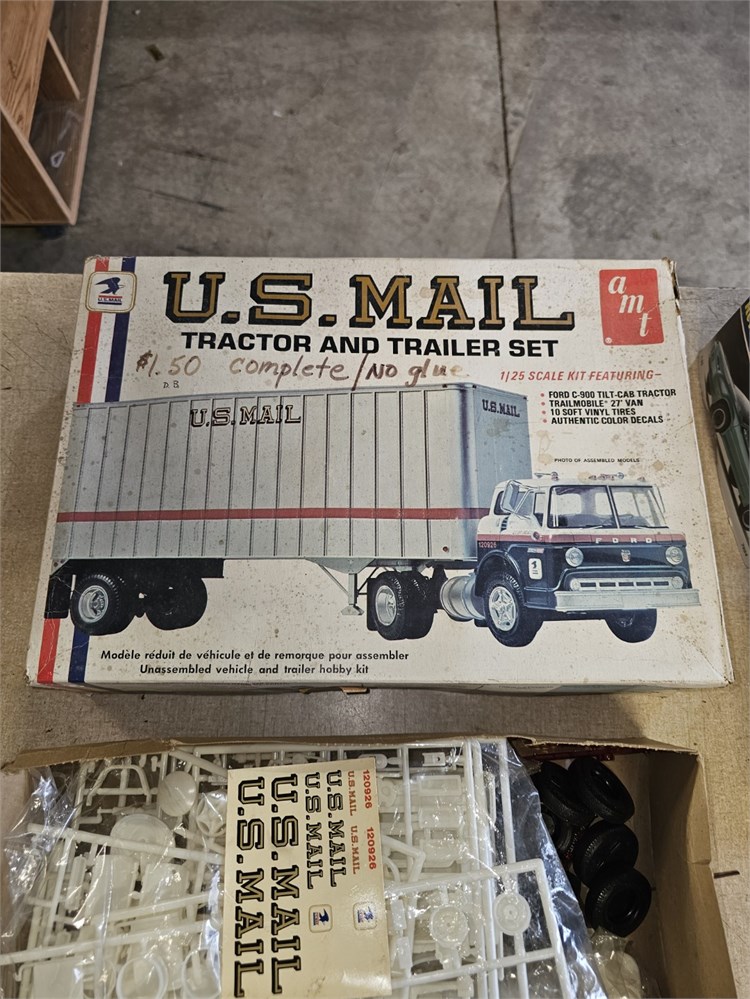 U.S.MAIL
U.S.MAIL
amt
TRACTOR AND TRAILER SET
$1.50 complete/No glue
D.B
1/25 SCALE KIT FEATURING-
• FORD C-900 TILT-CAB TRACTOR
• TRAILMOBILE® 27' VAN
• 10 SOFT VINYL TIRES
• AUTHENTIC COLOR DECALS
U.S.MAIL
U.S.MAIL
PHOTO OF ASSEMBLED MODELS
120926
FORD
Modèle réduit de véhicule et de remorque pour assembler
Unassembled vehicle and trailer hobby kit
U.S.MAIL
U.S.MAIL
U.S.MAIL
U.S.MAIL
U.S.MAIL
U.S.MAIL
120926
120926